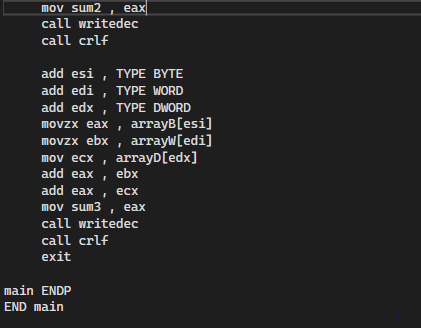 mov sum2 , eax
call writedec
call crlf
add esi , TYPE BYTE
add edi , TYPE WORD
add edx , TYPE DWORD
movzx eax , arrayB[esi]
movzx ebx , arrayW[edi]
mov ecx , arrayD[edx]
add eax , ebx
add eax , ecx
mov sum3 , eax
call writedec
call crlf
exit
main ENDP
END main